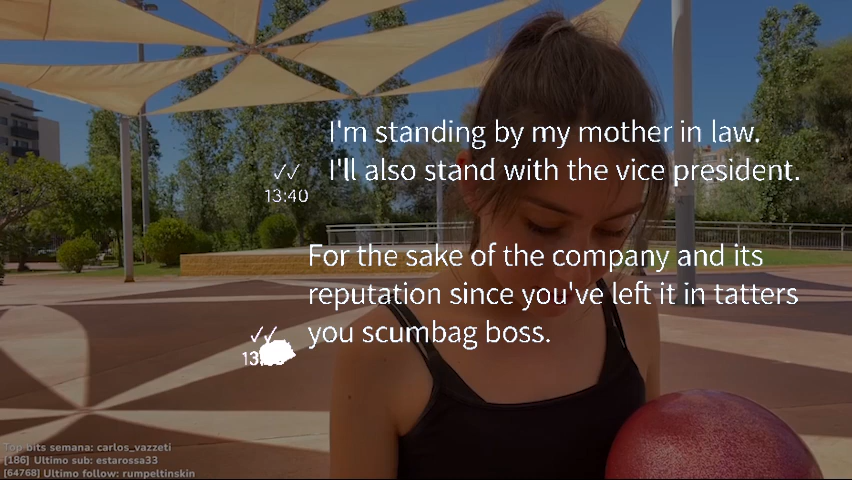 I'm standing by my mother in law.
I'll also stand with the vice president.
✓✓
13:40
For the sake of the company and its
reputation since you've left it in tatters
you scumbag boss.
✓✓
Top bits semana: carlos_vazzeti
[186] Ultimo sub: estarossa33
[64768] Ultimo follow: rumpeltinskin